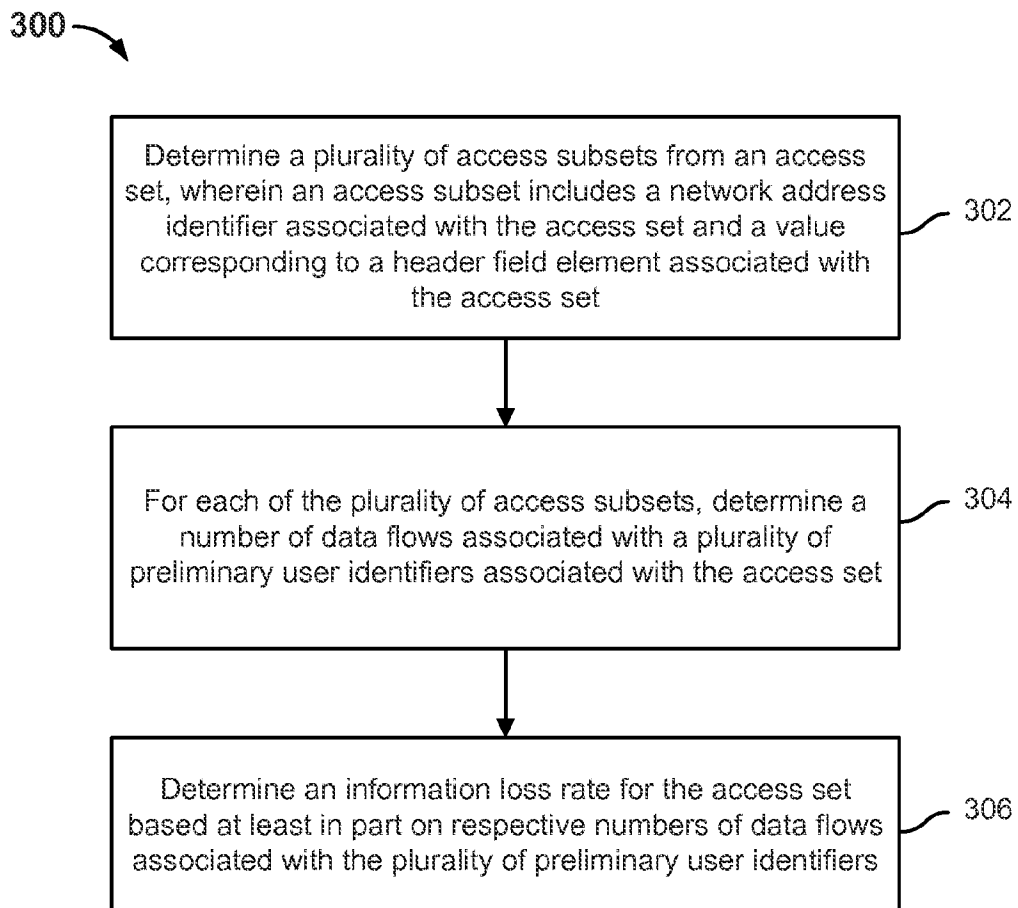 300
Determine a plurality of access subsets from an access
set, wherein an access subset includes a network address
identifier associated with the access set and a value
corresponding to a header field element associated with
the access set
302
For each of the plurality of access subsets, determine a
number of data flows associated with a plurality of
preliminary user identifiers associated with the access set
304
Determine an information loss rate for the access set
based at least in part on respective numbers of data flows
associated with the plurality of preliminary user identifiers
306